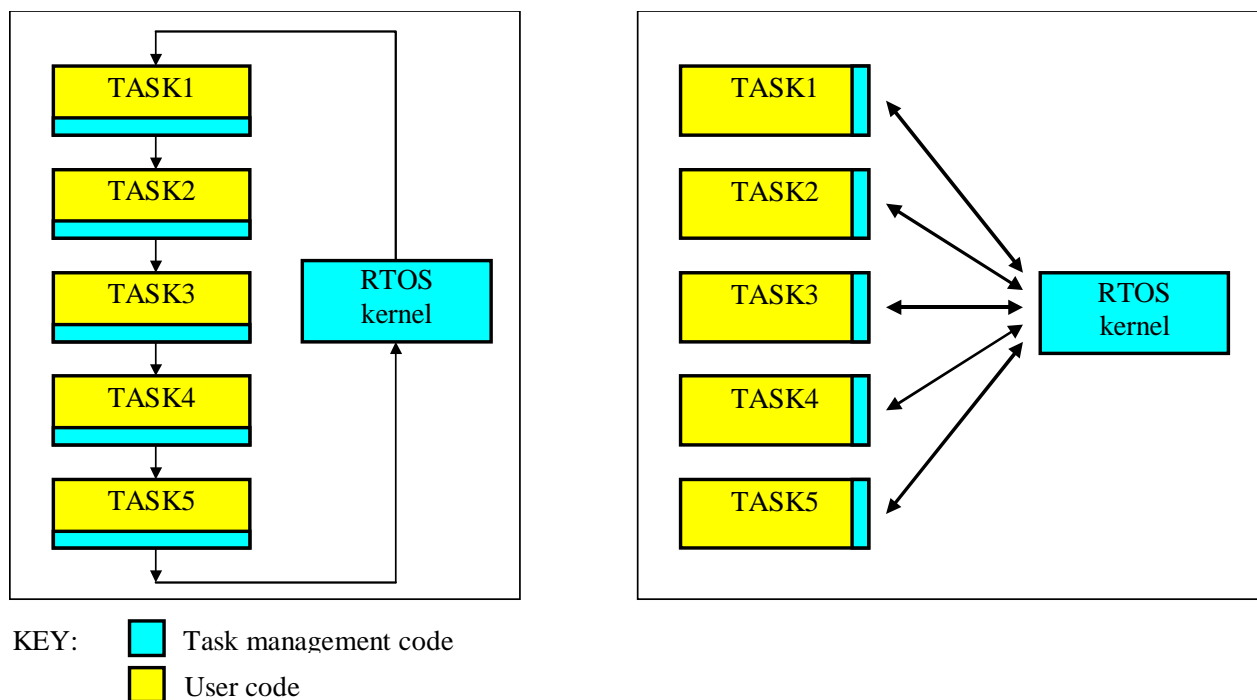 TASK1
TASK2
TASK3
TASK4
TASK5
RTOS
kernel
TASK1
TASK2
TASK3
TASK4
TASK5
RTOS
kernel
KEY:
Task management code
User code